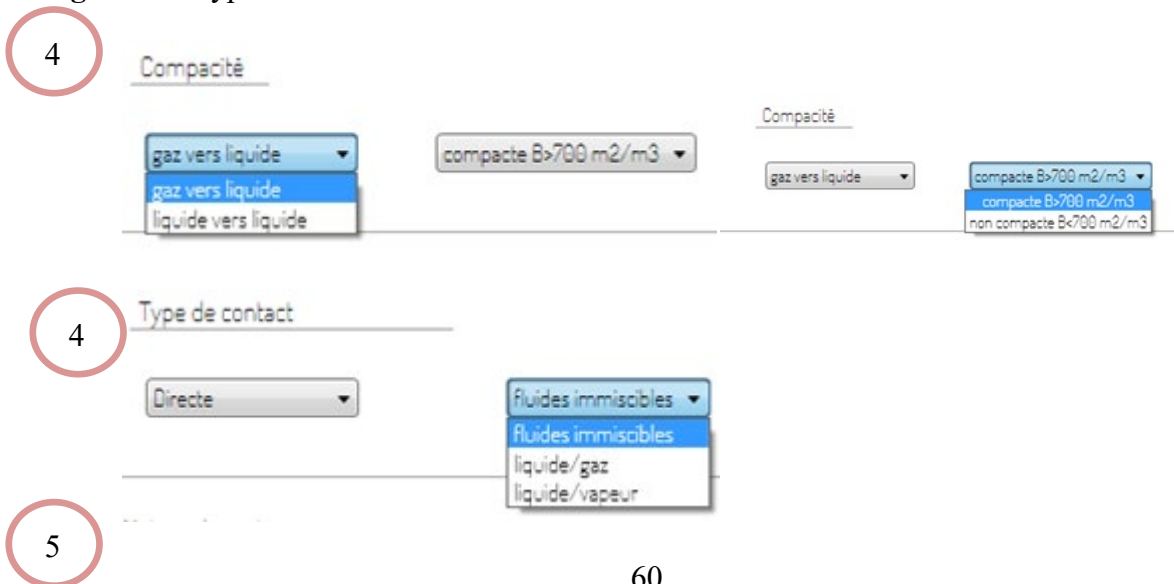 4
Compacité
gaz vers liquide
gaz vers liquide
liquide vers liquide
compacte B>700 m2/m3
Compacité
gaz vers liquide
compacte B>700 m2/m3
compacte B>700 m2/m3
non compacte B<700 m2/m3
4
Type de contact
Directe
fluides immiscibles
fluides immiscibles
liquide/gaz
liquide/vapeur
5
60